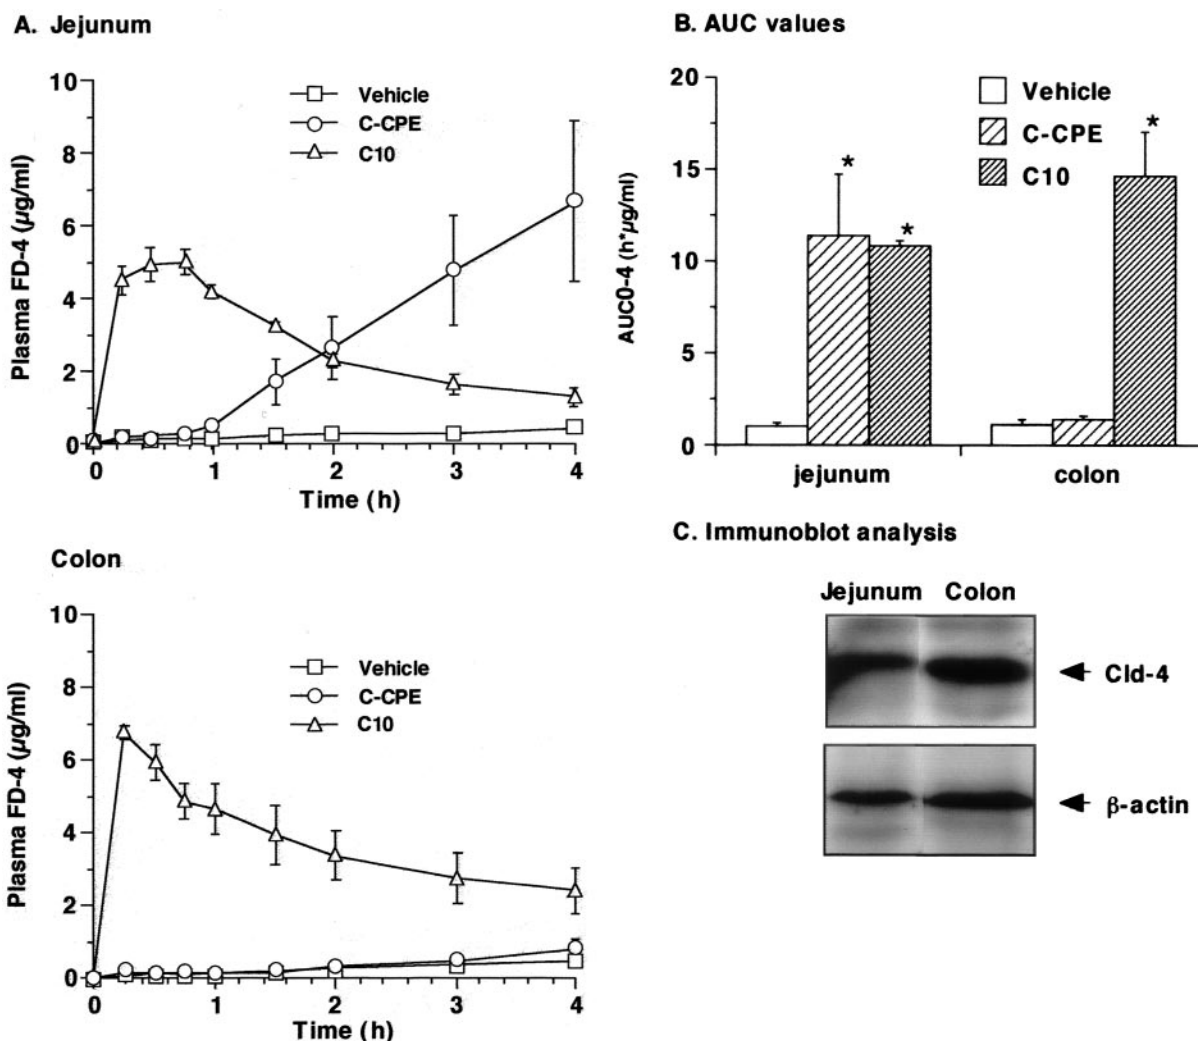 A. Jejunum
Plasma FD-4 (µg/ml)
10
8
6
4
2
0
Vehicle
C-CPE
C10
0 1 2 3 4
Time (h)
Colon
Plasma FD-4 (µg/ml)
10
8
6
4
2
0
Vehicle
C-CPE
C10
0 1 2 3 4
Time (h)
B. AUC values
AUC0-4 (h*µg/ml)
20
15
10
5
0
Vehicle
C-CPE
C10
* * *
jejunum colon
C. Immunoblot analysis
Jejunum Colon
Cld-4
β-actin